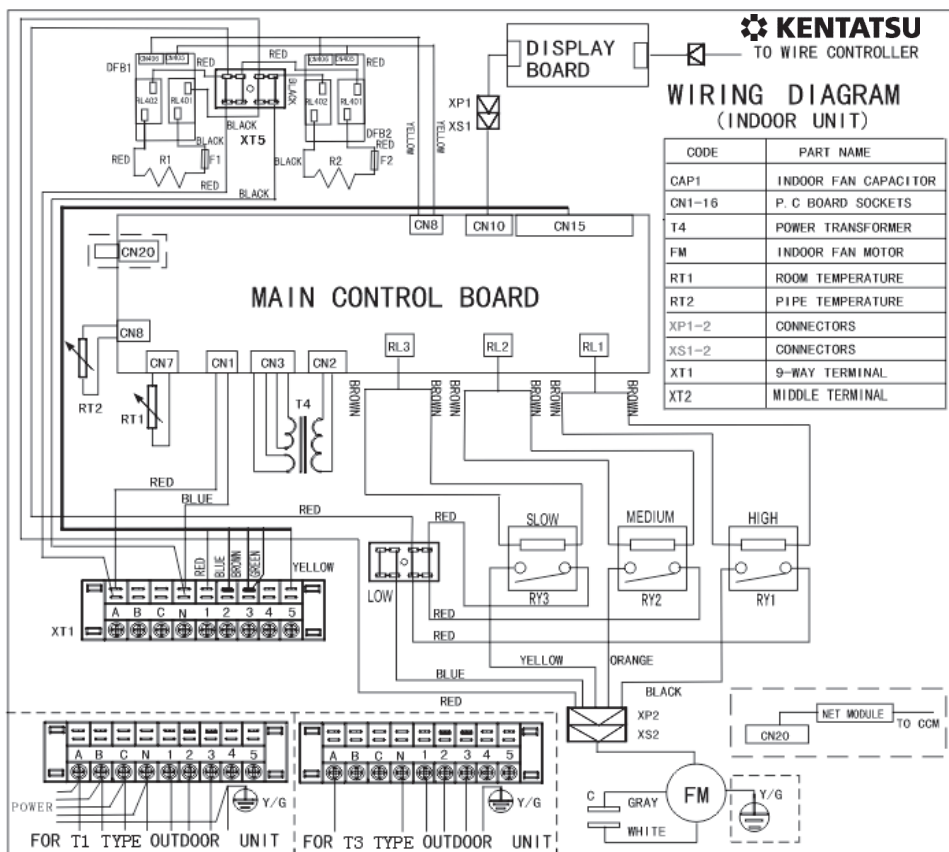 KENTATSU
TO WIRE CONTROLLER
DISPLAY
BOARD
WIRING DIAGRAM
(INDOOR UNIT)
CODE PART NAME
CAP1 INDOOR FAN CAPACITOR
CN1-16 P.C BOARD SOCKETS
T4 POWER TRANSFORMER
FM INDOOR FAN MOTOR
RT1 ROOM TEMPERATURE
RT2 PIPE TEMPERATURE
XP1-2 CONNECTORS
XS1-2 CONNECTORS
XT1 9-WAY TERMINAL
XT2 MIDDLE TERMINAL
XP1
XS1
DFB1
CN406 CN405
RL402 RL401
RED
RED
BLACK
BLACK
XT5
CN406 CN405
RED
RL402 RL401
DFB2
BLACK
RED
R1
F1
BLACK
RED
R2
F2
RED
BLACK
YELLOW
YELLOW
CN8
CN10
CN15
CN20
MAIN CONTROL BOARD
CN8
CN7
CN1
CN3
CN2
RL3
RL2
RL1
RT2
RT1
T4
BROWN
BROWN
BROWN
BROWN
BROWN
BROWN
RED
BLUE
RED
RED
SLOW
MEDIUM
HIGH
RED
BLUE
BROWN
GREEN
YELLOW
LOW
RY3
RY2
RY1
RED
RED
RED
XT1
A B C N 1 2 3 4 5
YELLOW
ORANGE
BLUE
BLACK
RED
XP2
XS2
NET MODULE
TO CCM
CN20
A B C N 1 2 3 4 5
POWER
Y/G
FOR T1 TYPE OUTDOOR UNIT
A B C N 1 2 3 4 5
Y/G
FOR T3 TYPE OUTDOOR UNIT
C
GRAY
WHITE
FM
Y/G